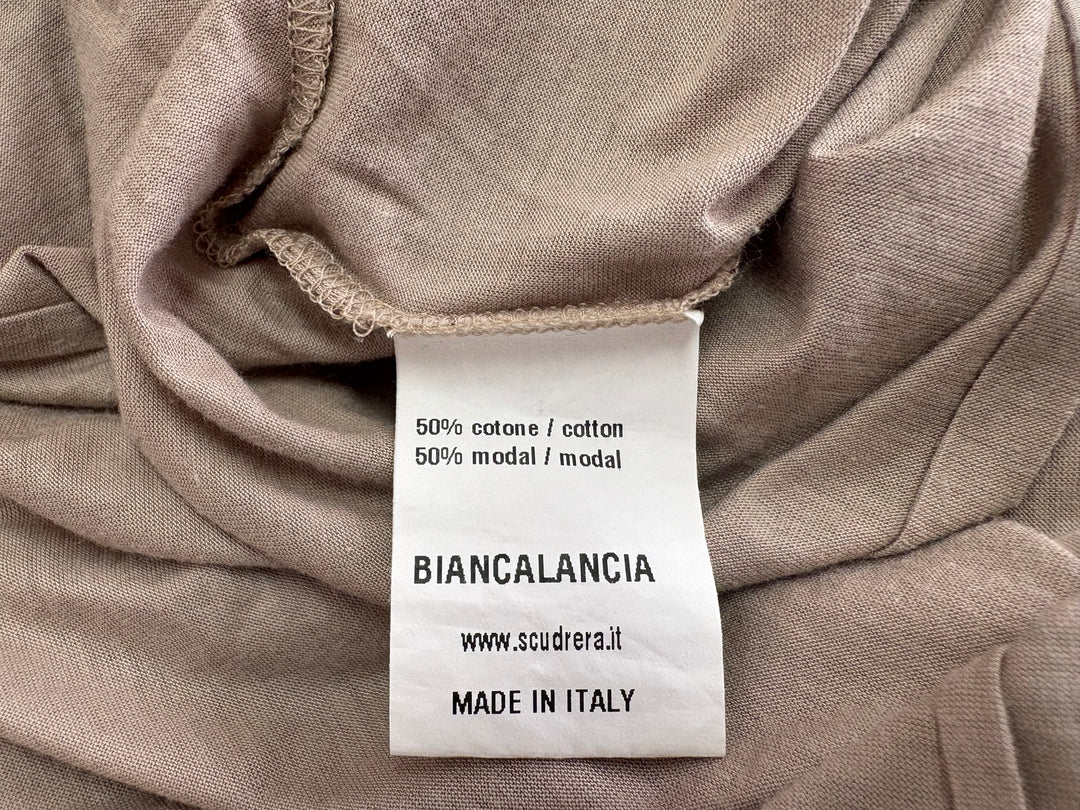 50% cotone / cotton
50% modal / modal
BIANCALANCIA
www.scudrera.it
MADE IN ITALY